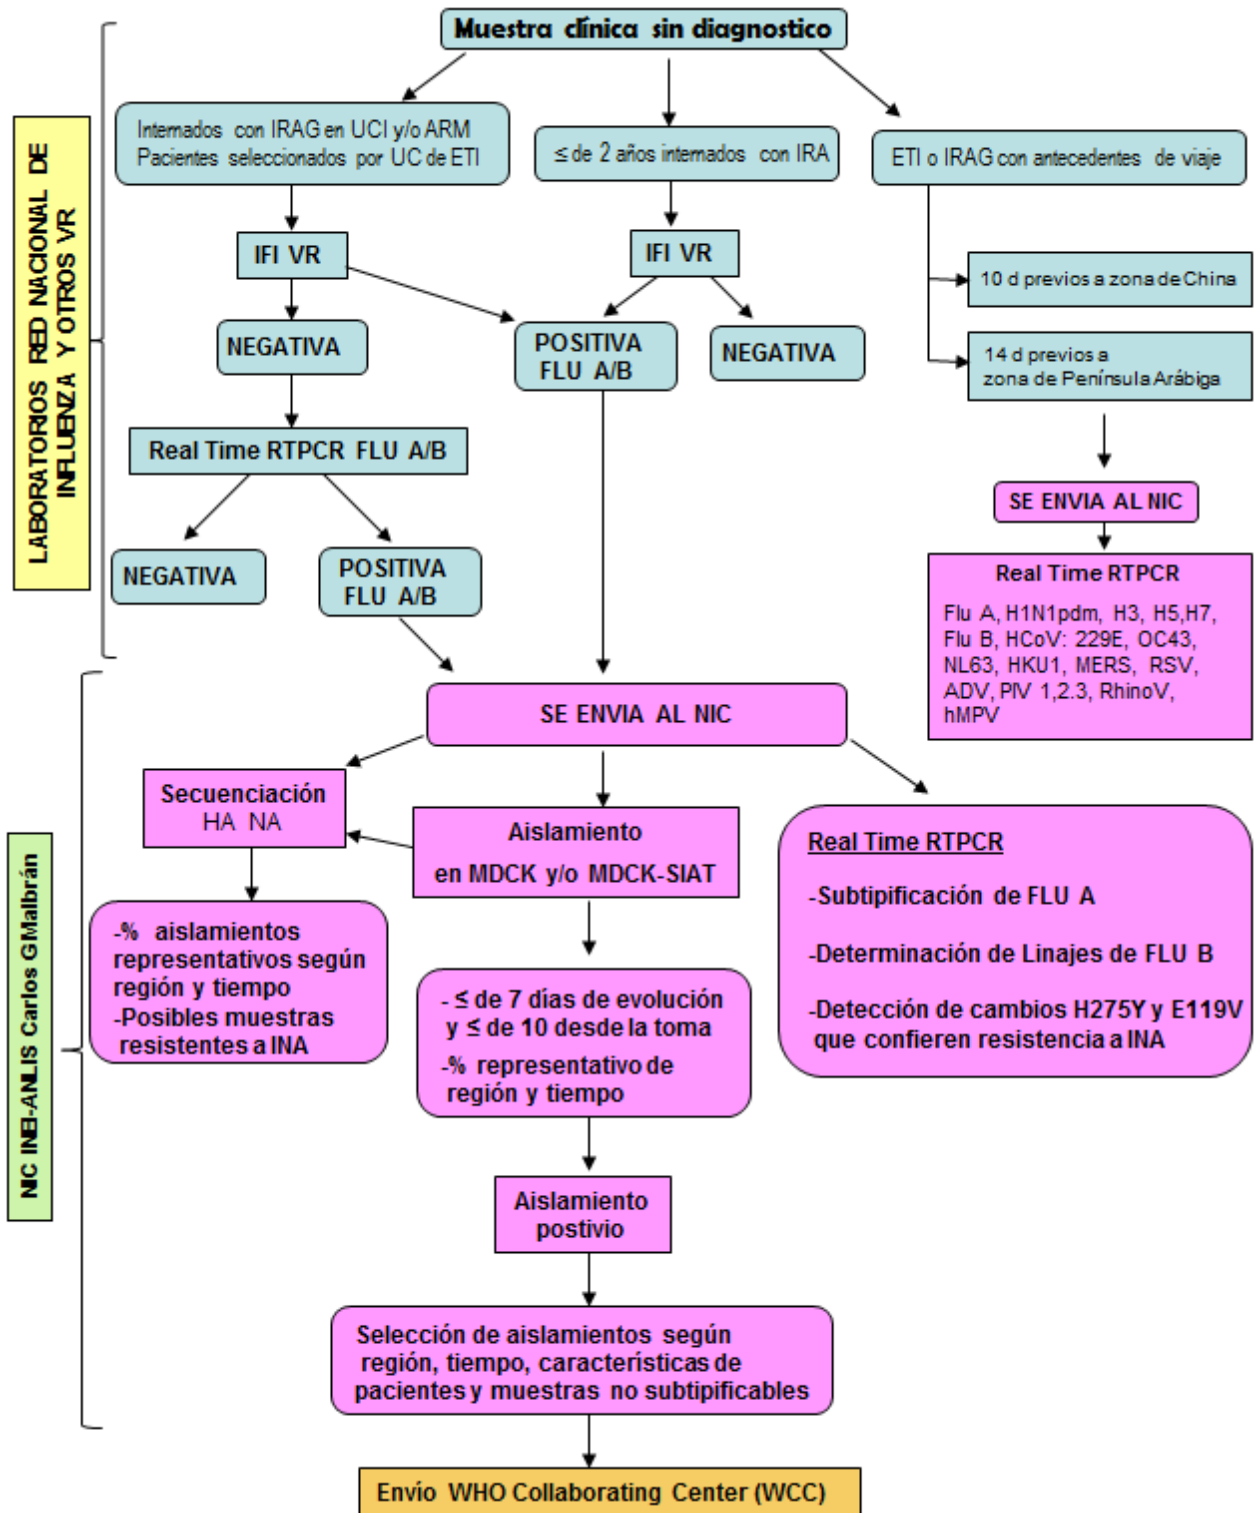 Muestra clínica sin diagnostico
LABORATORIOS RED NACIONAL DE
INFLUENZA Y OTROS VR
Internados con IRAG en UCI y/o ARM
Pacientes seleccionados por UC de ETI
≤ de 2 años internados con IRA
ETI o IRAG con antecedentes de viaje
IFI VR
IFI VR
10 d previos a zona de China
NEGATIVA
POSITIVA
FLU A/B
NEGATIVA
14 d previos a
zona de Península Arábiga
Real Time RTPCR FLU A/B
SE ENVIA AL NIC
NEGATIVA
POSITIVA
FLU A/B
Real Time RTPCR
Flu A, H1N1pdm, H3, H5,H7,
Flu B, HCoV: 229E, OC43,
NL63, HKU1, MERS, RSV,
ADV, PIV 1,2.3, RhinoV,
hMPV
SE ENVIA AL NIC
NIC INEI-ANLIS Carlos G Malbrán
Secuenciación
HA NA
Aislamiento
en MDCK y/o MDCK-SIAT
Real Time RTPCR
-Subtipificación de FLU A
-Determinación de Linajes de FLU B
-Detección de cambios H275Y y E119V
que confieren resistencia a INA
-% aislamientos
representativos según
región y tiempo
-Posibles muestras
resistentes a INA
- ≤ de 7 días de evolución
y ≤ de 10 desde la toma
-% representativo de
región y tiempo
Aislamiento
postivio
Selección de aislamientos según
región, tiempo, características de
pacientes y muestras no subtipificables
Envío WHO Collaborating Center (WCC)